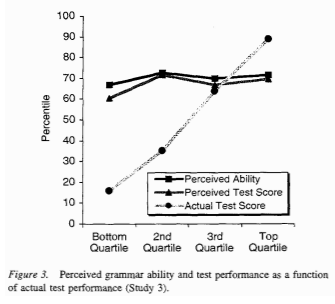 100
90
80
70
60
50
40
30
20
10
0
Percentile
Perceived Ability
Perceived Test Score
Actual Test Score
Bottom Quartile
2nd Quartile
3rd Quartile
Top Quartile
Figure 3. Perceived grammar ability and test performance as a function
of actual test performance (Study 3).